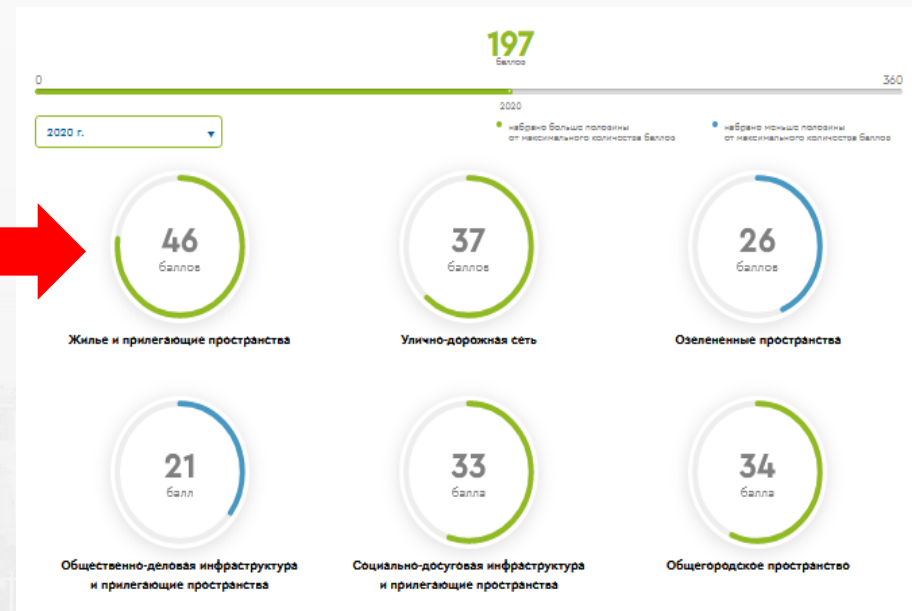 197
баллов
0
360
2020
2020 г.
набрано больше половины
от максимального количества баллов
набрано меньше половины
от максимального количества баллов
46
баллов
Жилье и прилегающие пространства
37
баллов
Улично-дорожная сеть
26
баллов
Озелененные пространства
21
балл
Общественно-деловая инфраструктура
и прилегающие пространства
33
балла
Социально-досуговая инфраструктура
и прилегающие пространства
34
балла
Общегородское пространство